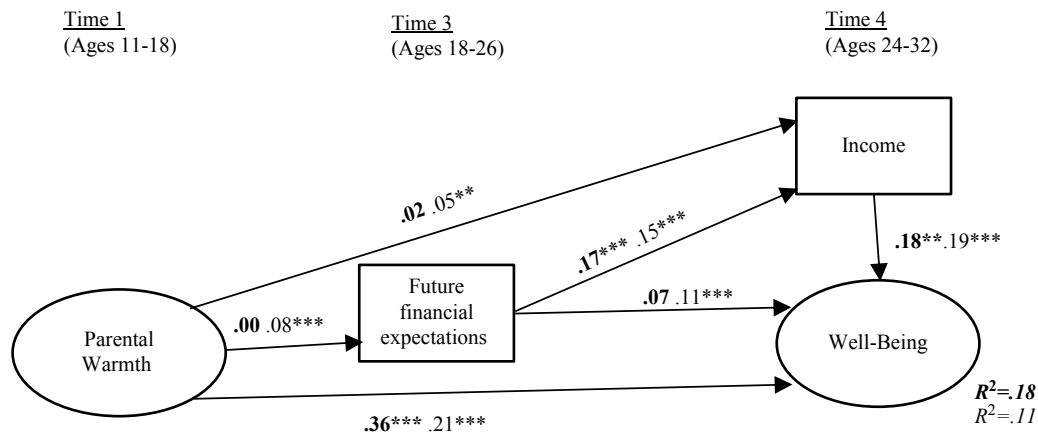 Time 1
(Ages 11-18)
Time 3
(Ages 18-26)
Time 4
(Ages 24-32)
Income
.02 .05**
.17*** .15***
.18**.19***
Future
financial
expectations
.07 .11***
.00 .08***
Parental
Warmth
Well-Being
.36*** .21***
R²=.18
R²=.11